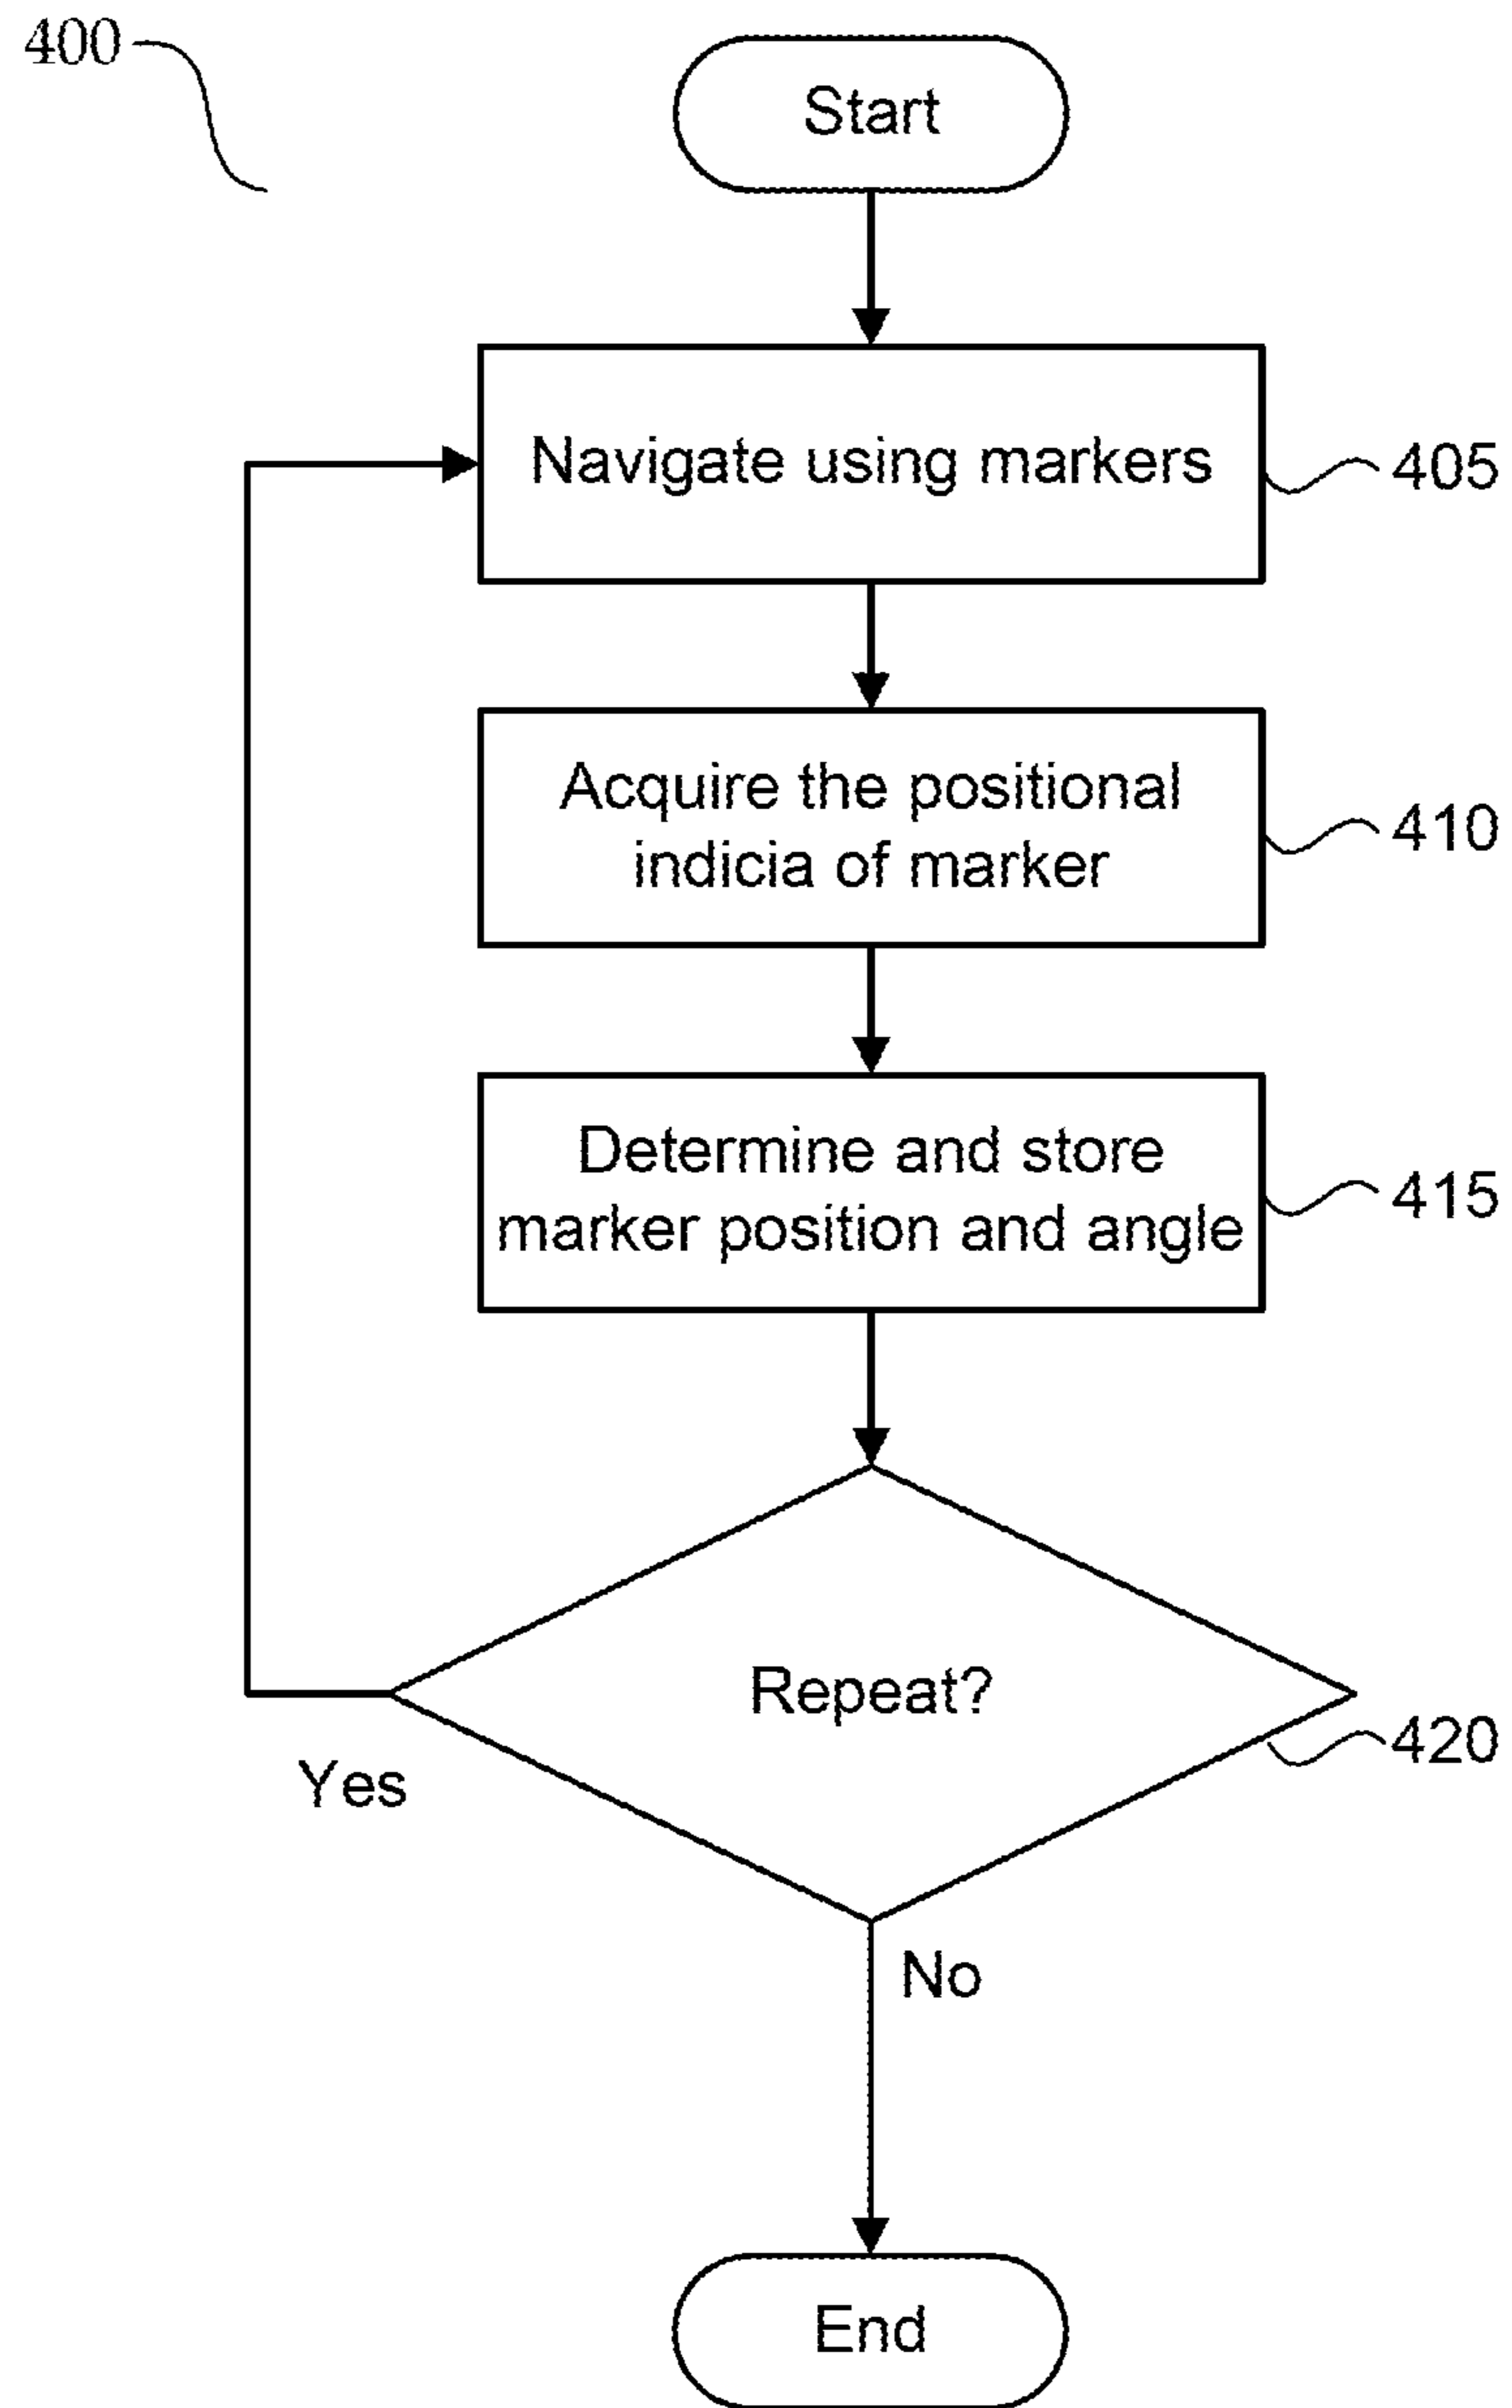 400
Start
Navigate using markers
405
Acquire the positional
indicia of marker
410
Determine and store
marker position and angle
415
Repeat?
420
Yes
No
End